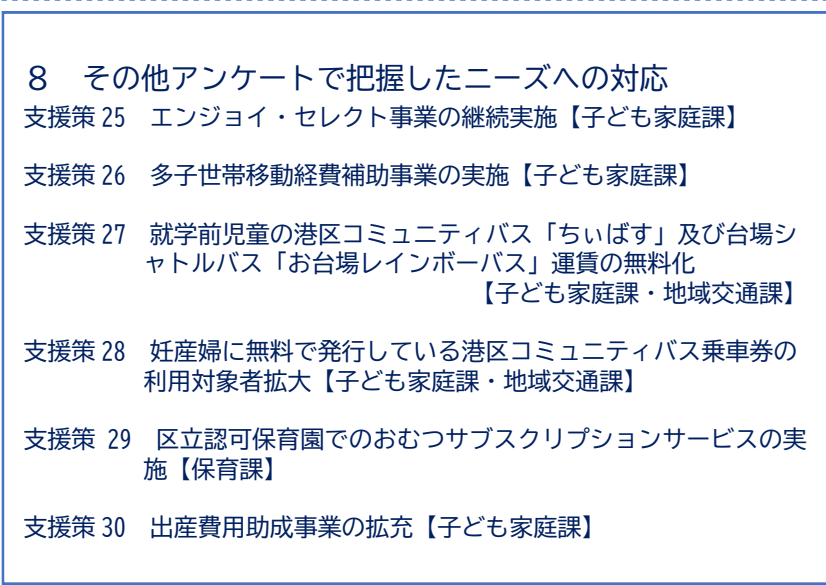 ８　その他アンケートで把握したニーズへの対応
支援策 25　エンジョイ・セレクト事業の継続実施【子ども家庭課】
支援策 26　多子世帯移動経費補助事業の実施【子ども家庭課】
支援策 27　就学前児童の港区コミュニティバス「ちぃばす」及び台場シ
ャトルバス「お台場レインボーバス」運賃の無料化
【子ども家庭課・地域交通課】
支援策 28　妊産婦に無料で発行している港区コミュニティバス乗車券の
利用対象者拡大【子ども家庭課・地域交通課】
支援策 29　区立認可保育園でのおむつサブスクリプションサービスの実
施【保育課】
支援策 30　出産費用助成事業の拡充【子ども家庭課】